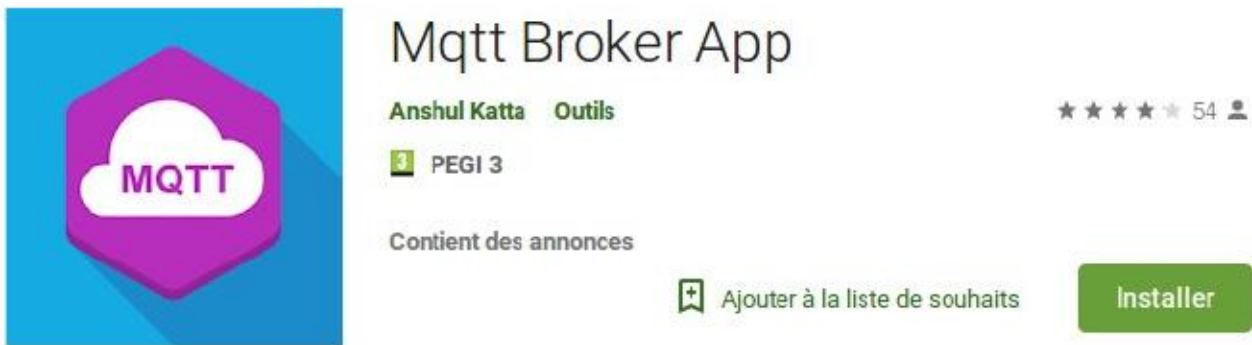 MQTT
Mqtt Broker App
Anshul Katta Outils
54
3 PEGI 3
Contient des annonces
Ajouter à la liste de souhaits
Installer